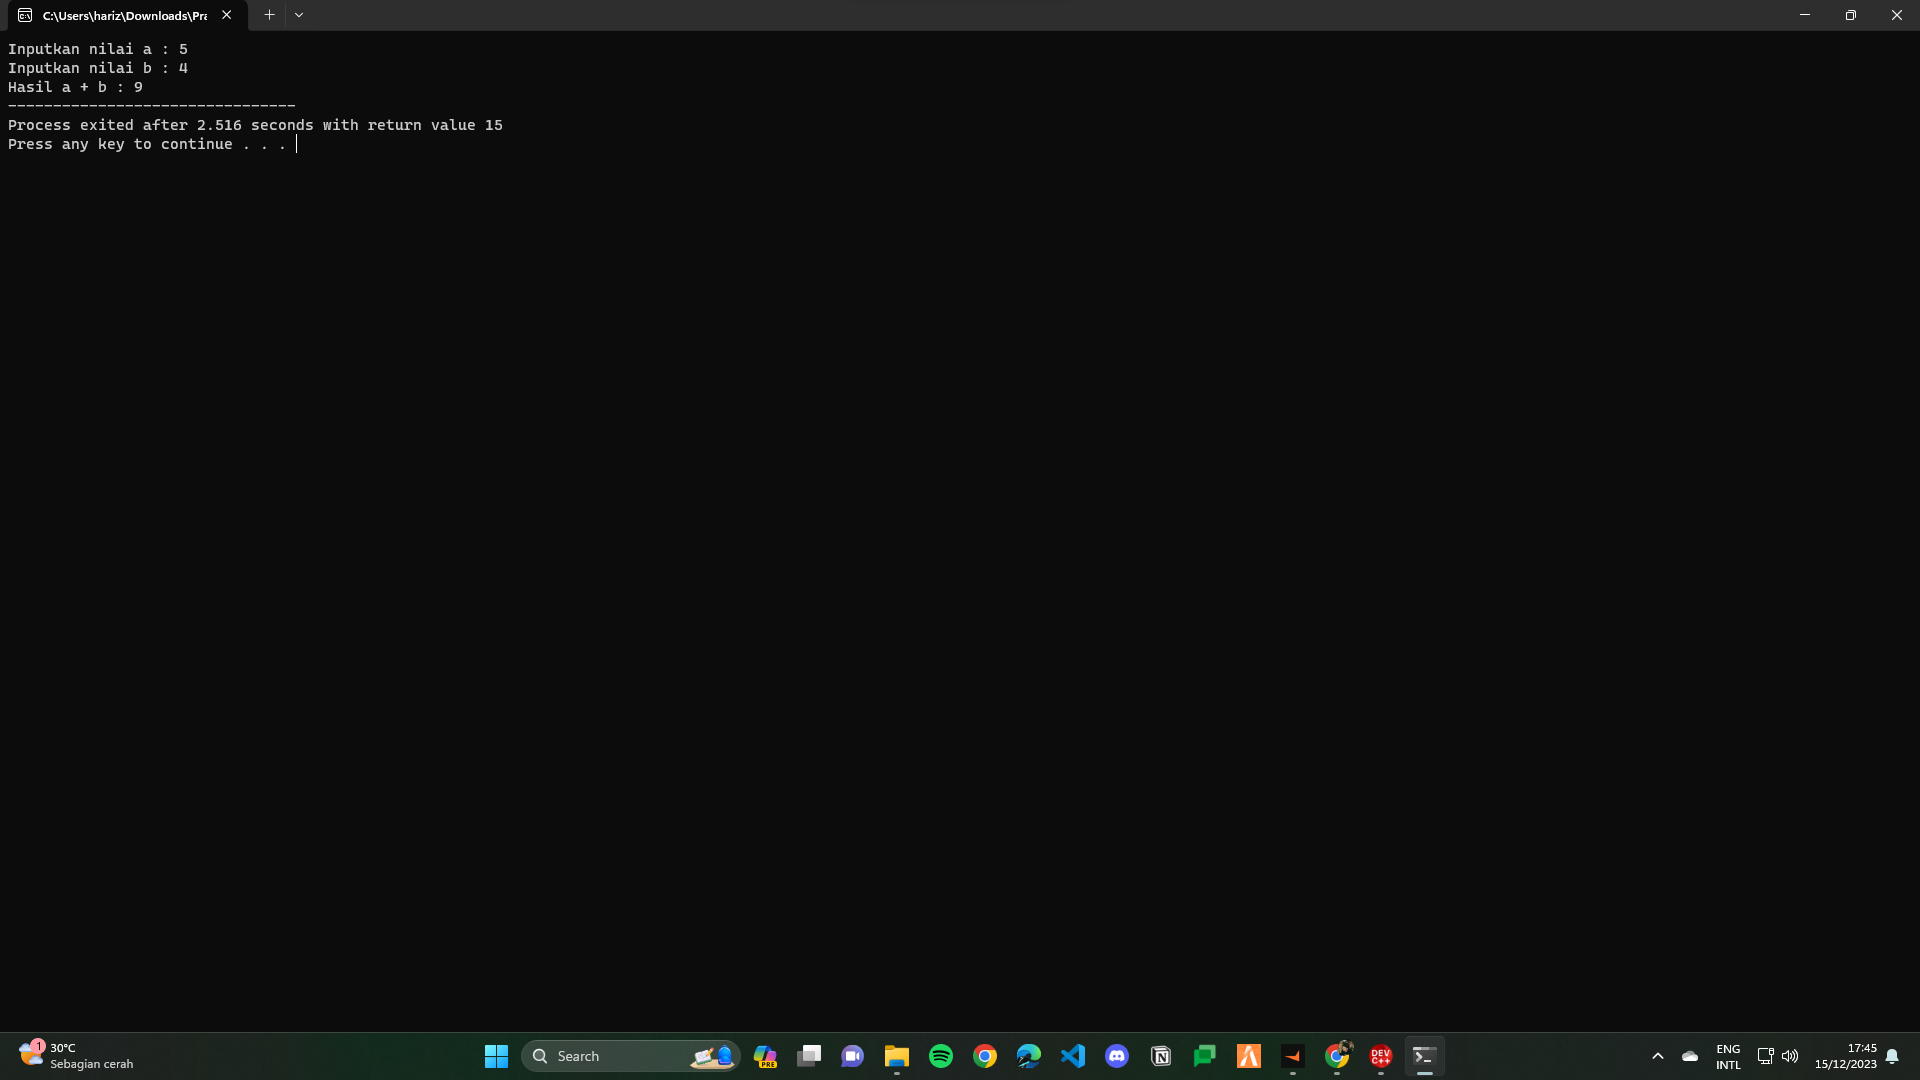 C:\Users\hariz\Downloads\Pra
Inputkan nilai a : 5
Inputkan nilai b : 4
Hasil a + b : 9
--------------------------------
Process exited after 2.516 seconds with return value 15
Press any key to continue . . .
1
30°C
Sebagian cerah
Search
PRE
DEV
C++
ENG
INTL
17:45
15/12/2023